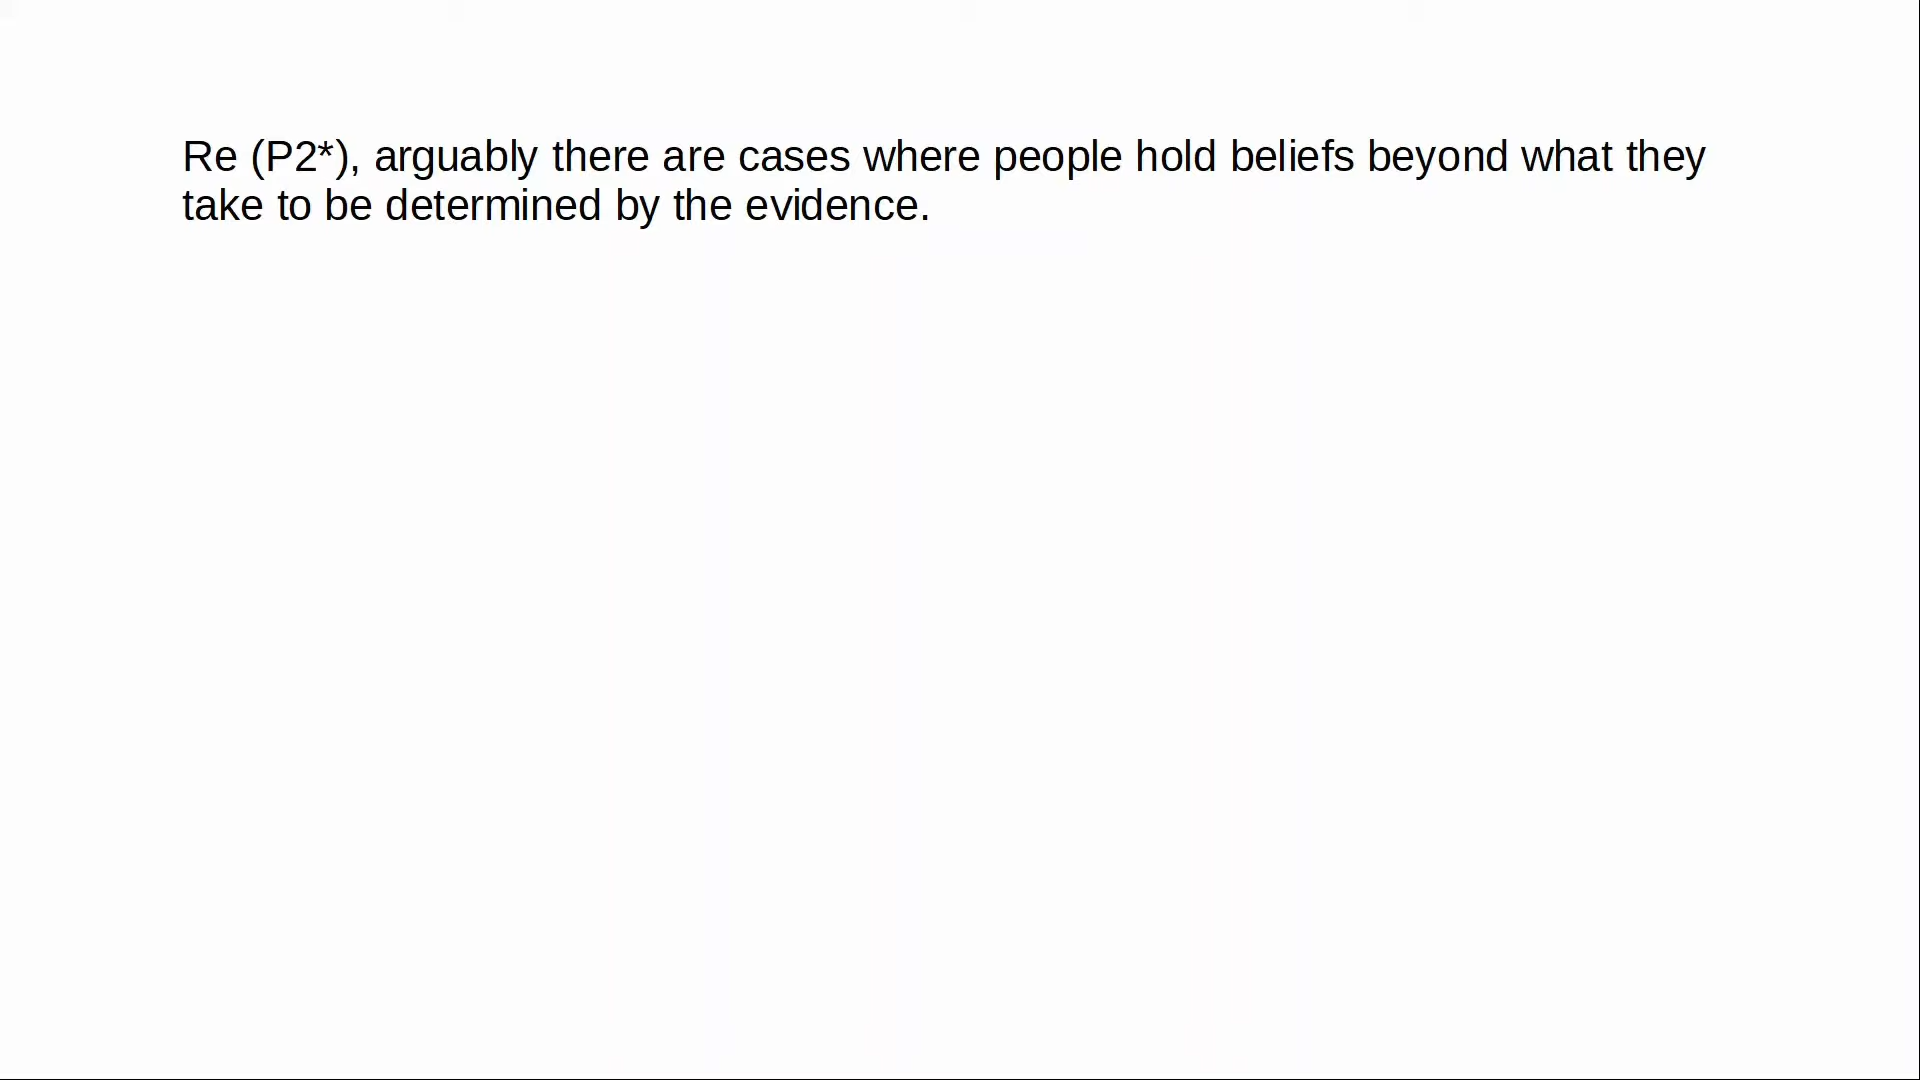 Re (P2*), arguably there are cases where people hold beliefs beyond what they
take to be determined by the evidence.